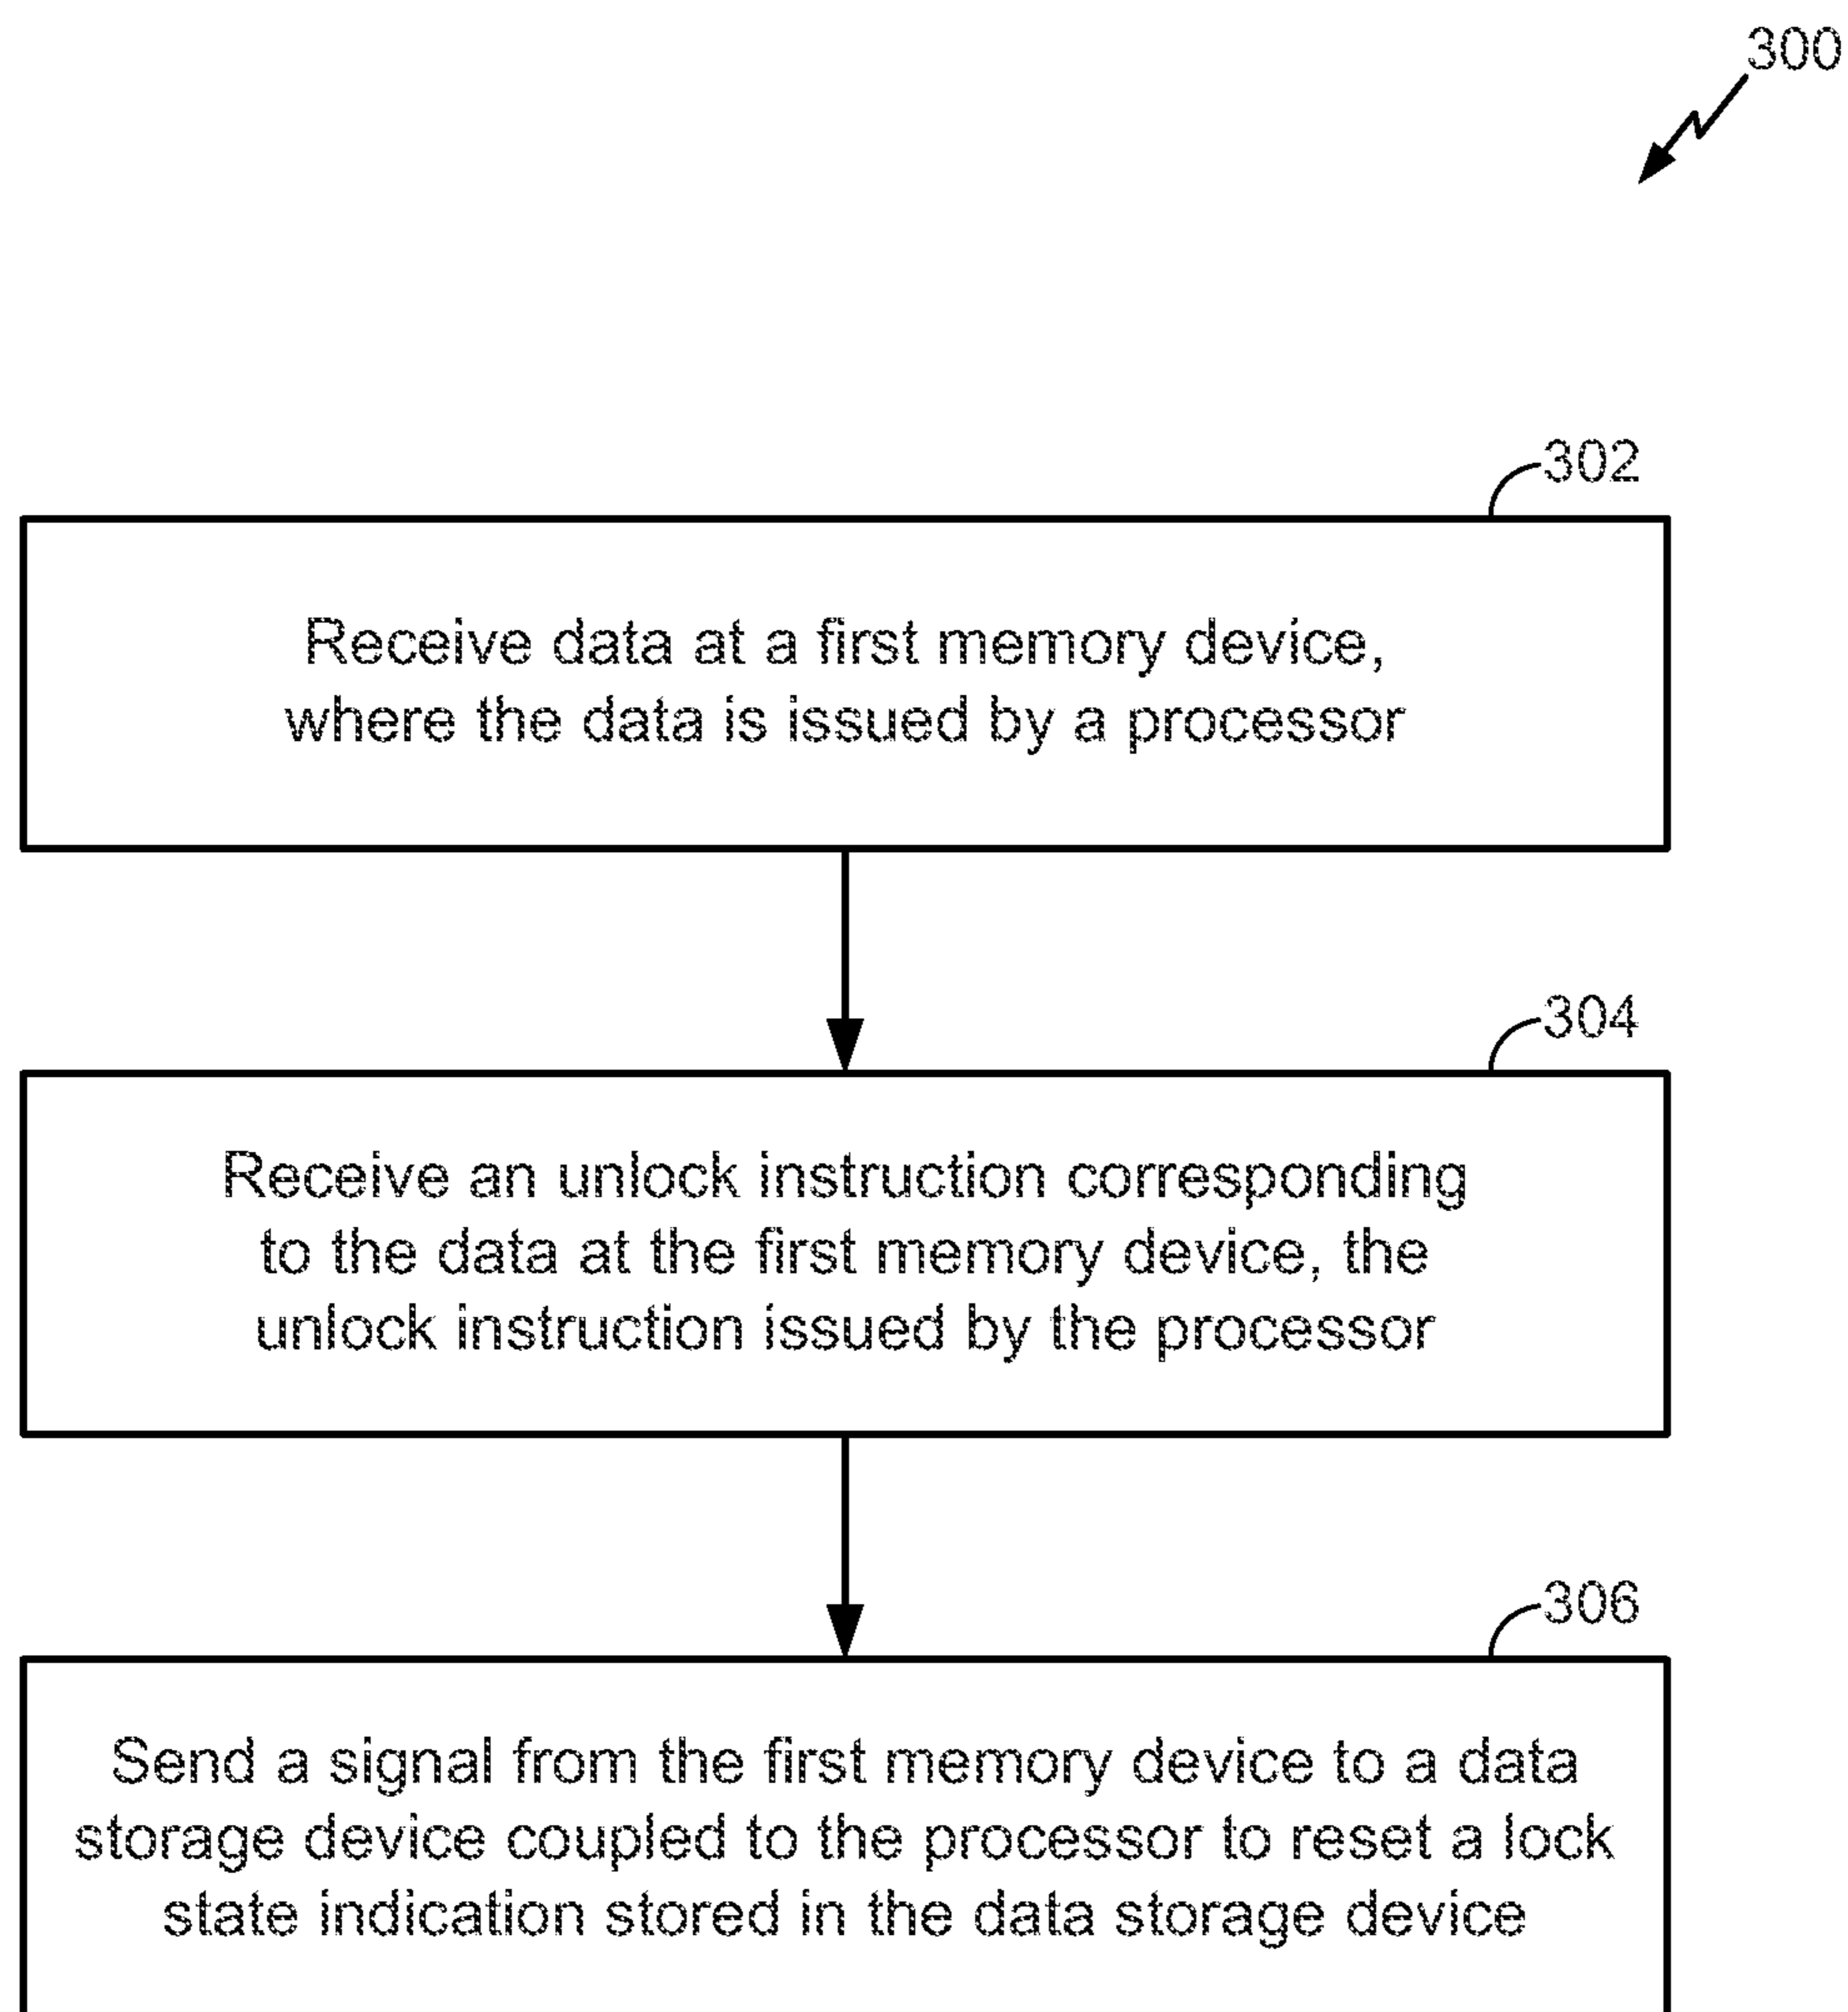 300
302
Receive data at a first memory device,
where the data is issued by a processor
304
Receive an unlock instruction corresponding
to the data at the first memory device, the
unlock instruction issued by the processor
306
Send a signal from the first memory device to a data
storage device coupled to the processor to reset a lock
state indication stored in the data storage device